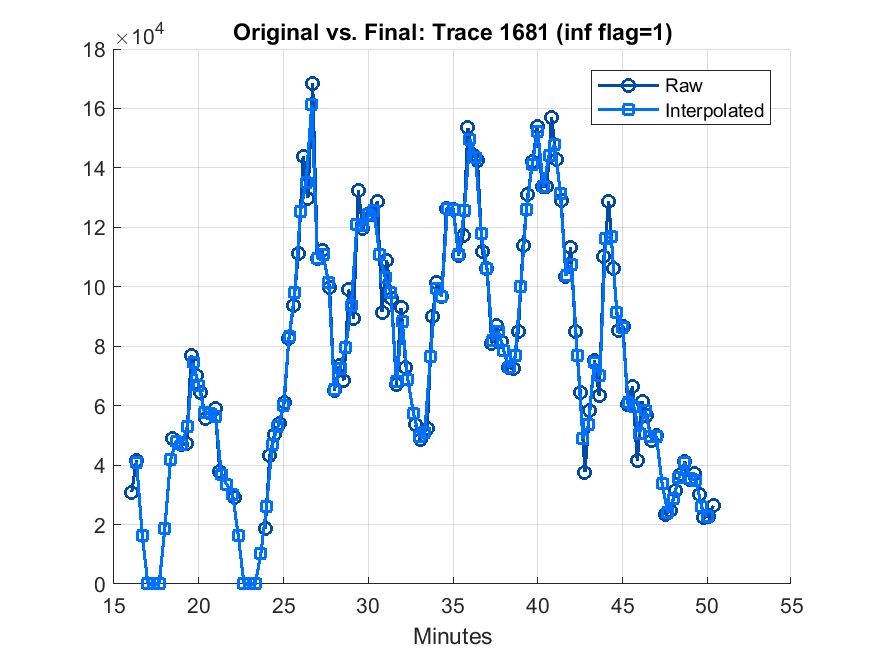 Original vs. Final: Trace 1681 (inf flag=1)
×10⁴
Raw
Interpolated
18
16
14
12
10
8
6
4
2
0
15 20 25 30 35 40 45 50 55
Minutes